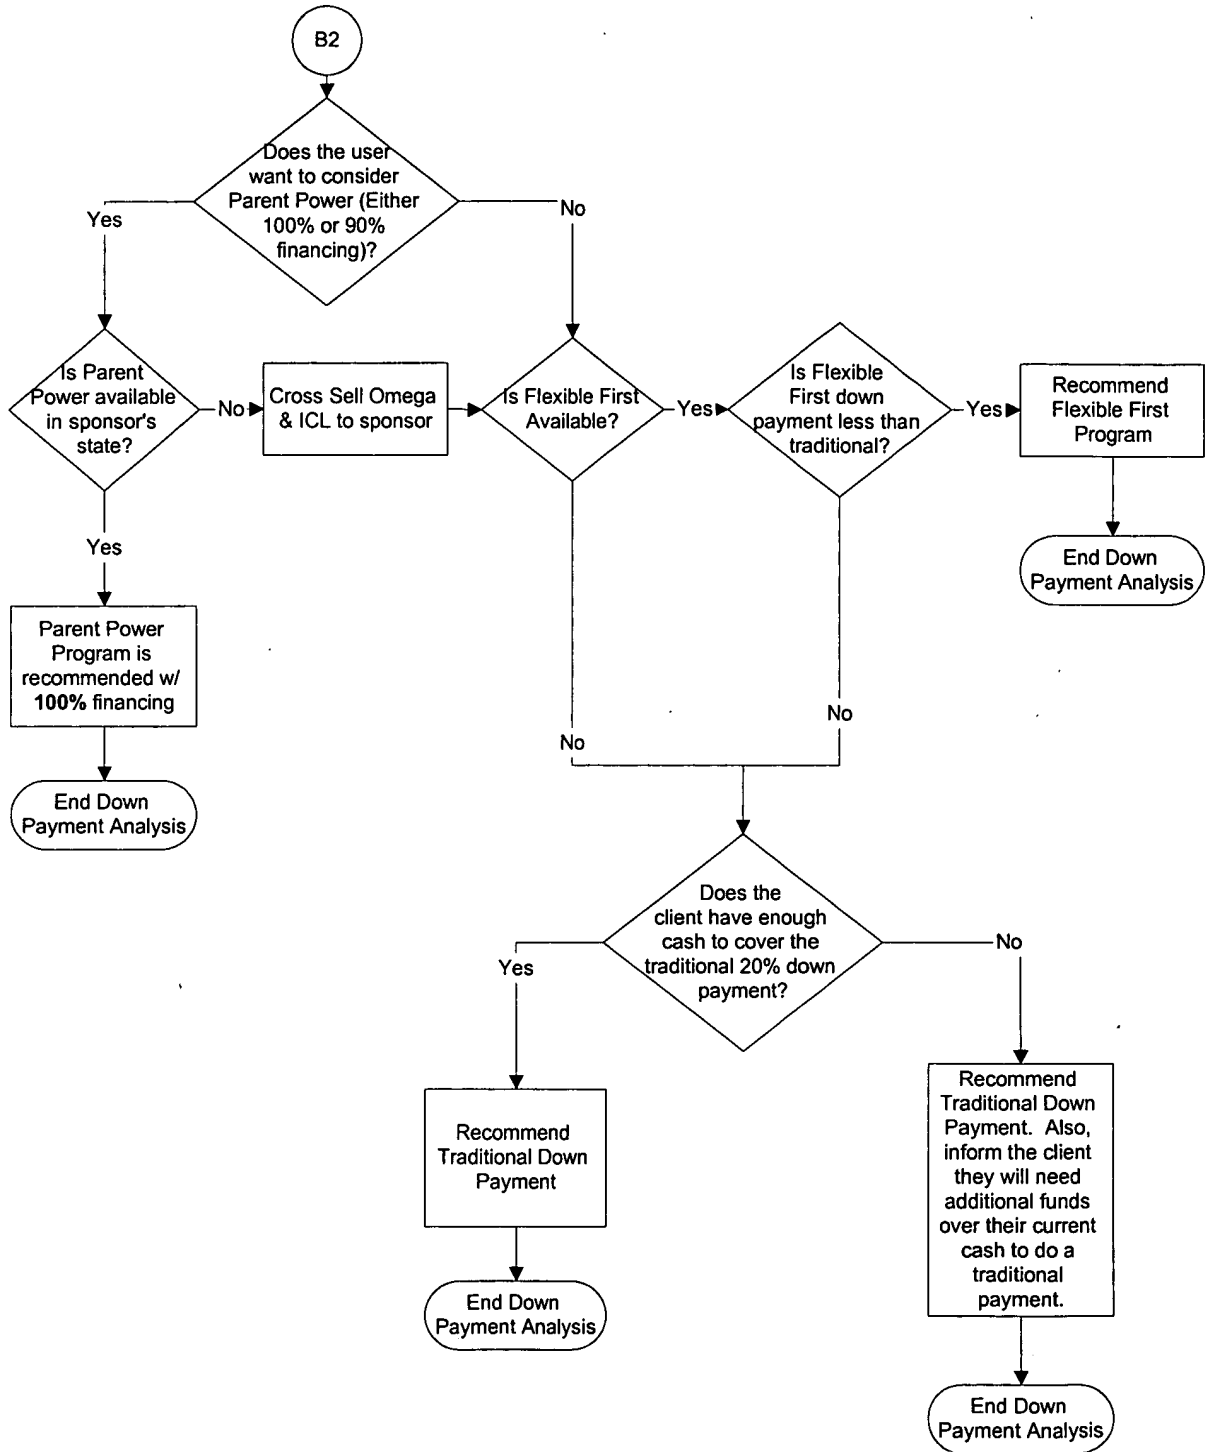 B2
Does the user
want to consider
Parent Power (Either
100% or 90%
financing)?
Yes
No
Is Parent
Power available
in sponsor's
state?
No
Cross Sell Omega
& ICL to sponsor
Is Flexible First
Available?
Yes
Is Flexible
First down
payment less than
traditional?
Yes
Recommend
Flexible First
Program
End Down
Payment Analysis
Yes
Parent Power
Program is
recommended w/
100% financing
End Down
Payment Analysis
No
No
Does the
client have enough
cash to cover the
traditional 20% down
payment?
Yes
No
Recommend
Traditional Down
Payment
End Down
Payment Analysis
Recommend
Traditional Down
Payment. Also,
inform the client
they will need
additional funds
over their current
cash to do a
traditional
payment.
End Down
Payment Analysis